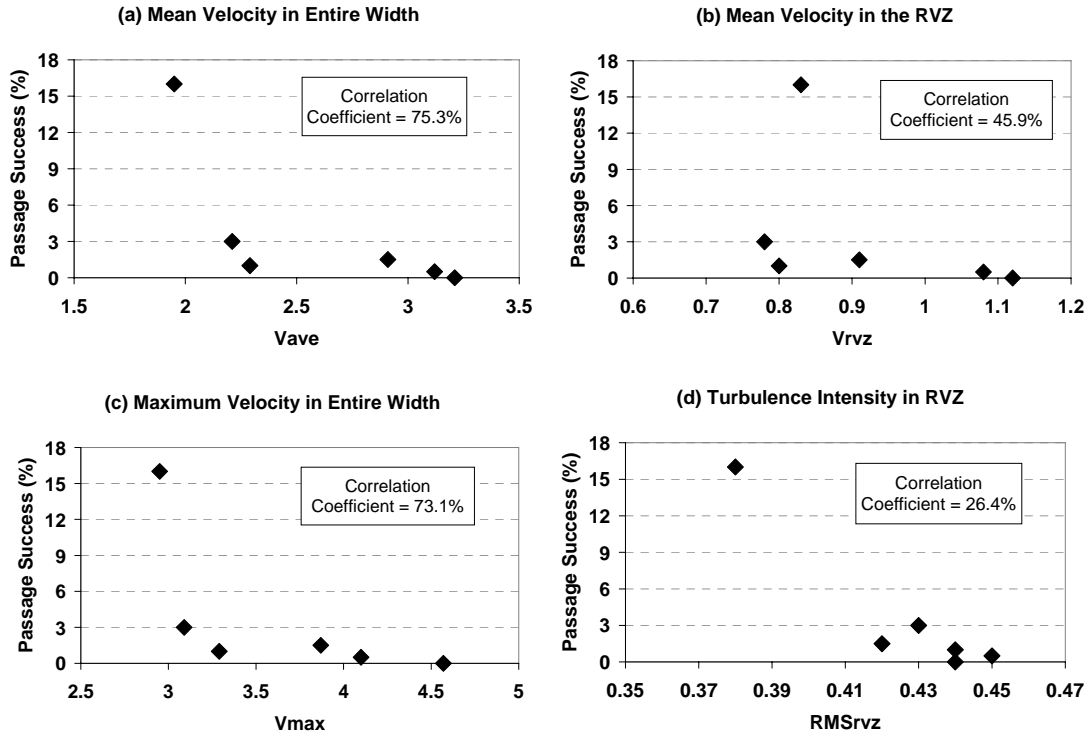 (a) Mean Velocity in Entire Width
18
15
12
9
6
3
0
Passage Success (%)
Correlation
Coefficient = 75.3%
1.5 2 2.5 3 3.5
Vave
(b) Mean Velocity in the RVZ
18
15
12
9
6
3
0
Passage Success (%)
Correlation
Coefficient = 45.9%
0.6 0.7 0.8 0.9 1 1.1 1.2
Vrvz
(c) Maximum Velocity in Entire Width
18
15
12
9
6
3
0
Passage Success (%)
Correlation
Coefficient = 73.1%
2.5 3 3.5 4 4.5 5
Vmax
(d) Turbulence Intensity in RVZ
18
15
12
9
6
3
0
Passage Success (%)
Correlation
Coefficient = 26.4%
0.35 0.37 0.39 0.41 0.43 0.45 0.47
RMSrvz